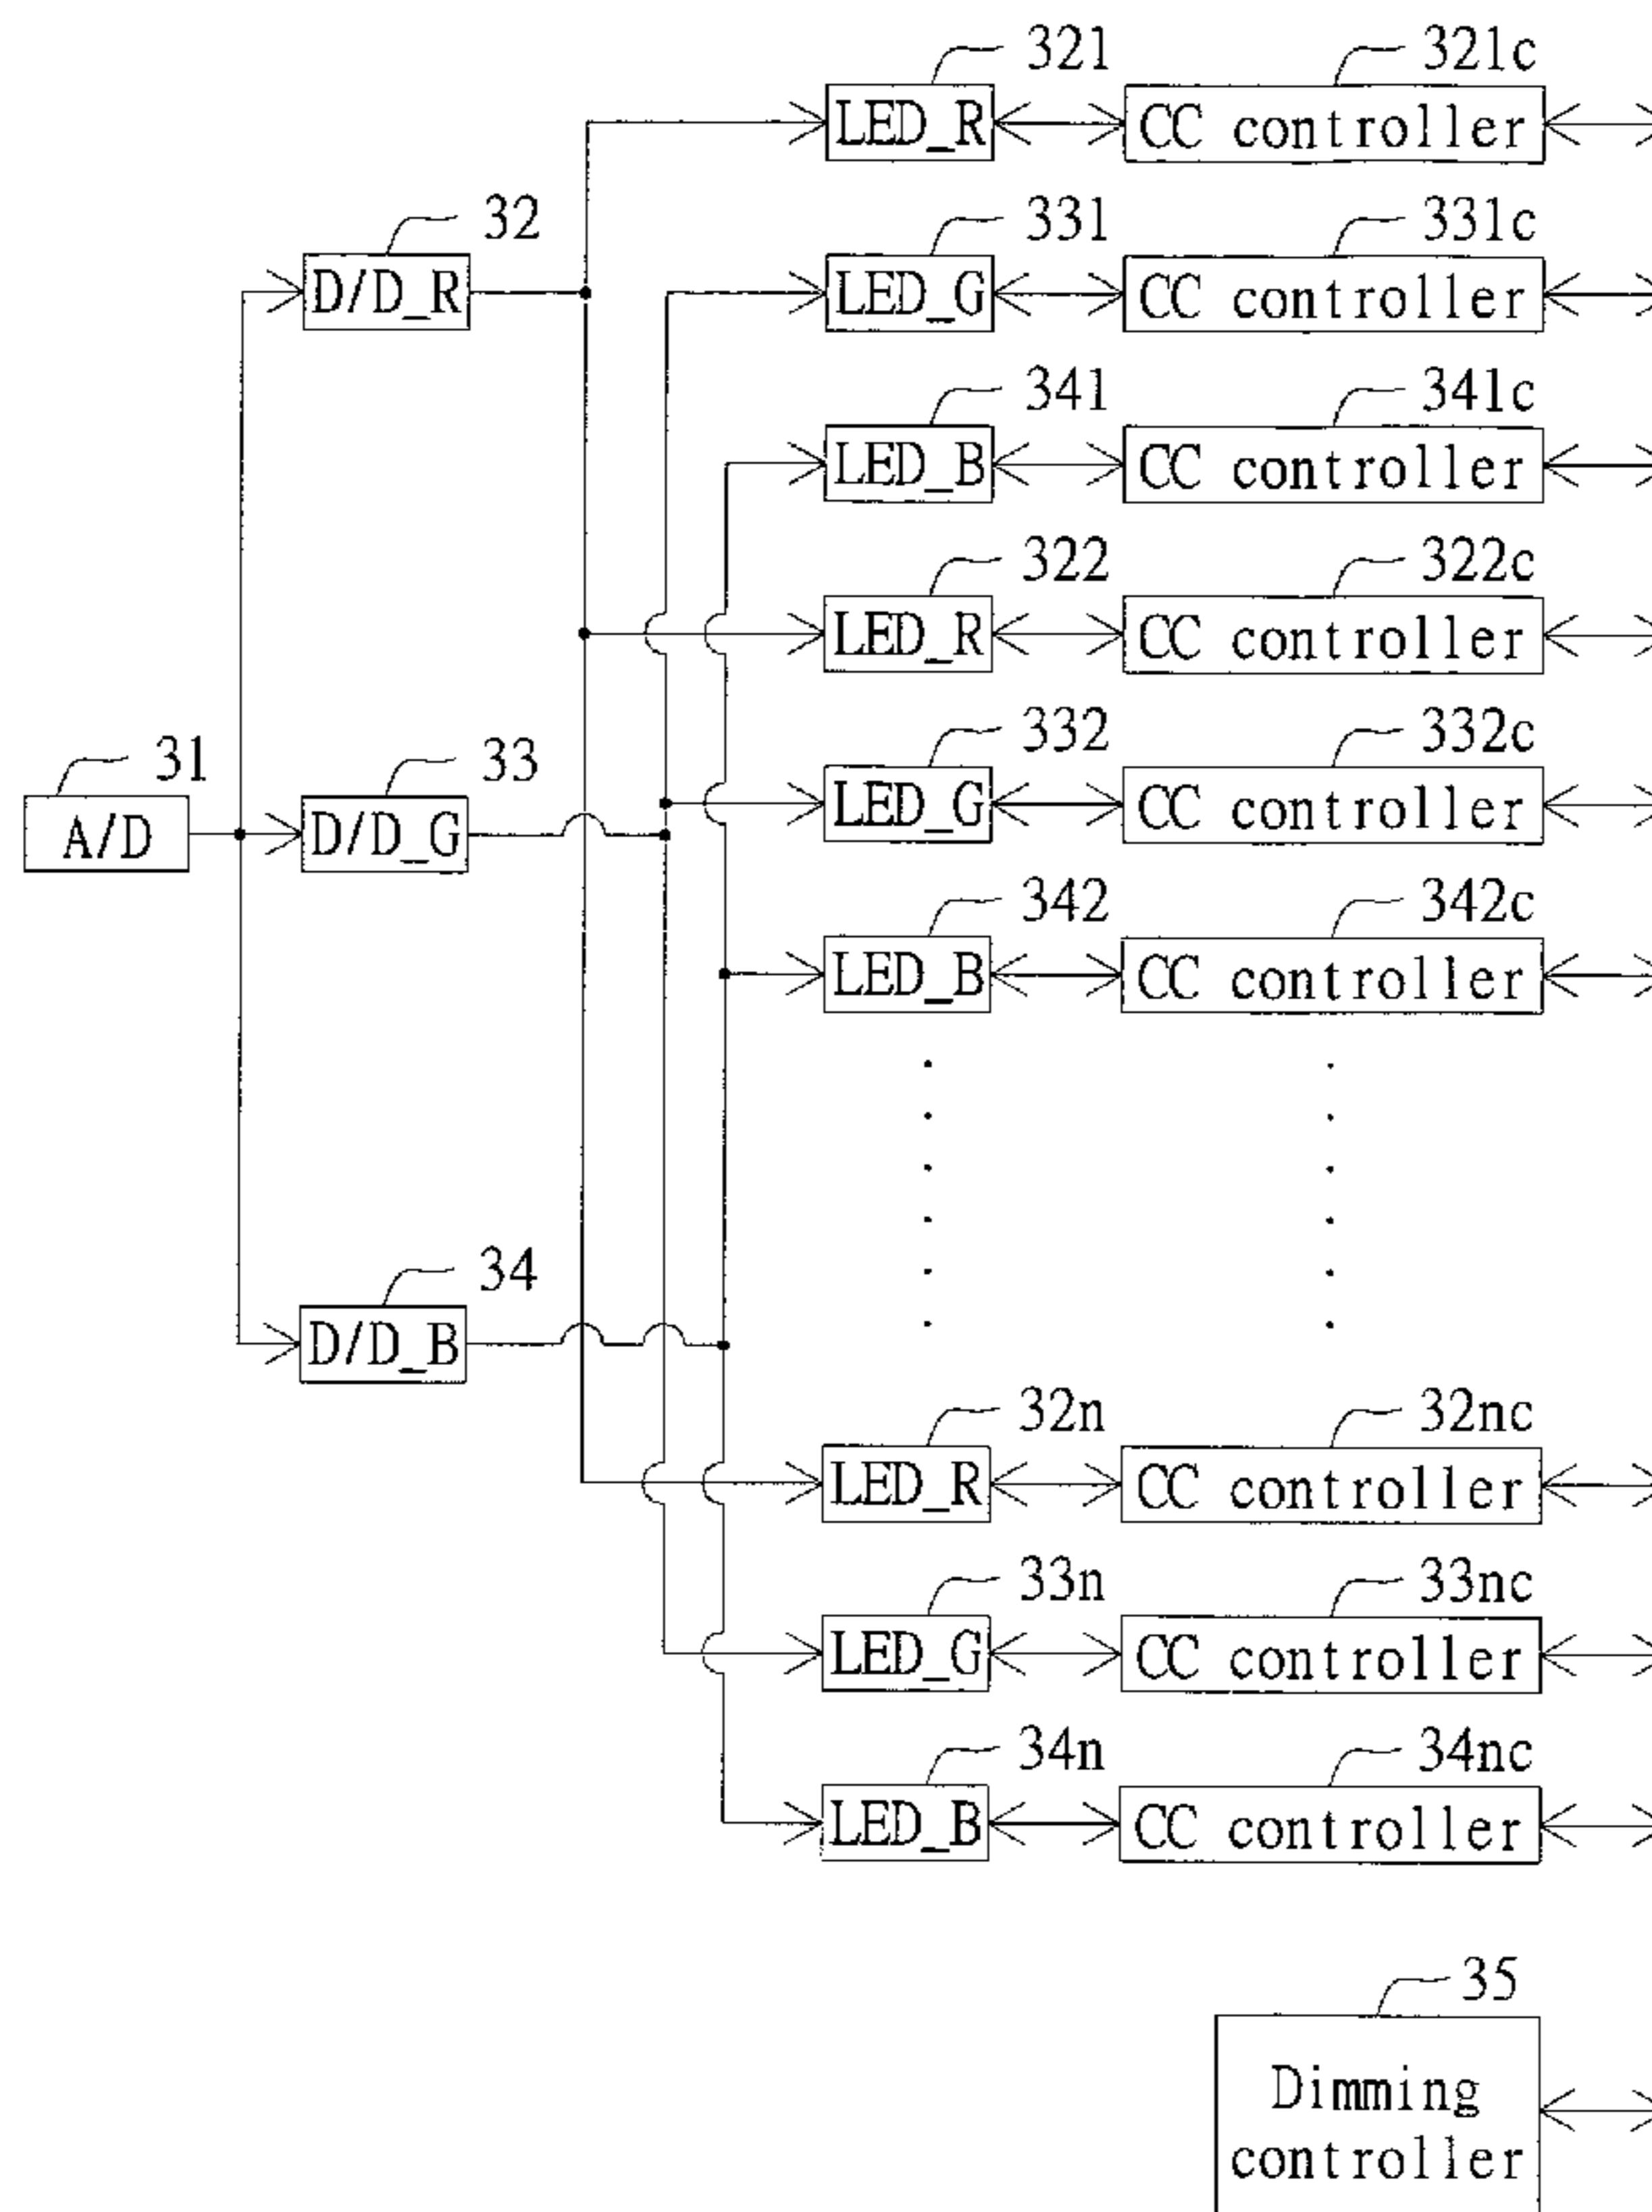 321
321c
LED_R
CC controller
32
331
331c
D/D_R
LED_G
CC controller
341
341c
LED_B
CC controller
322
322c
LED_R
CC controller
31
33
332
332c
A/D
D/D_G
LED_G
CC controller
342
342c
LED_B
CC controller
34
D/D_B
32n
32nc
LED_R
CC controller
33n
33nc
LED_G
CC controller
34n
34nc
LED_B
CC controller
35
Dimming
controller